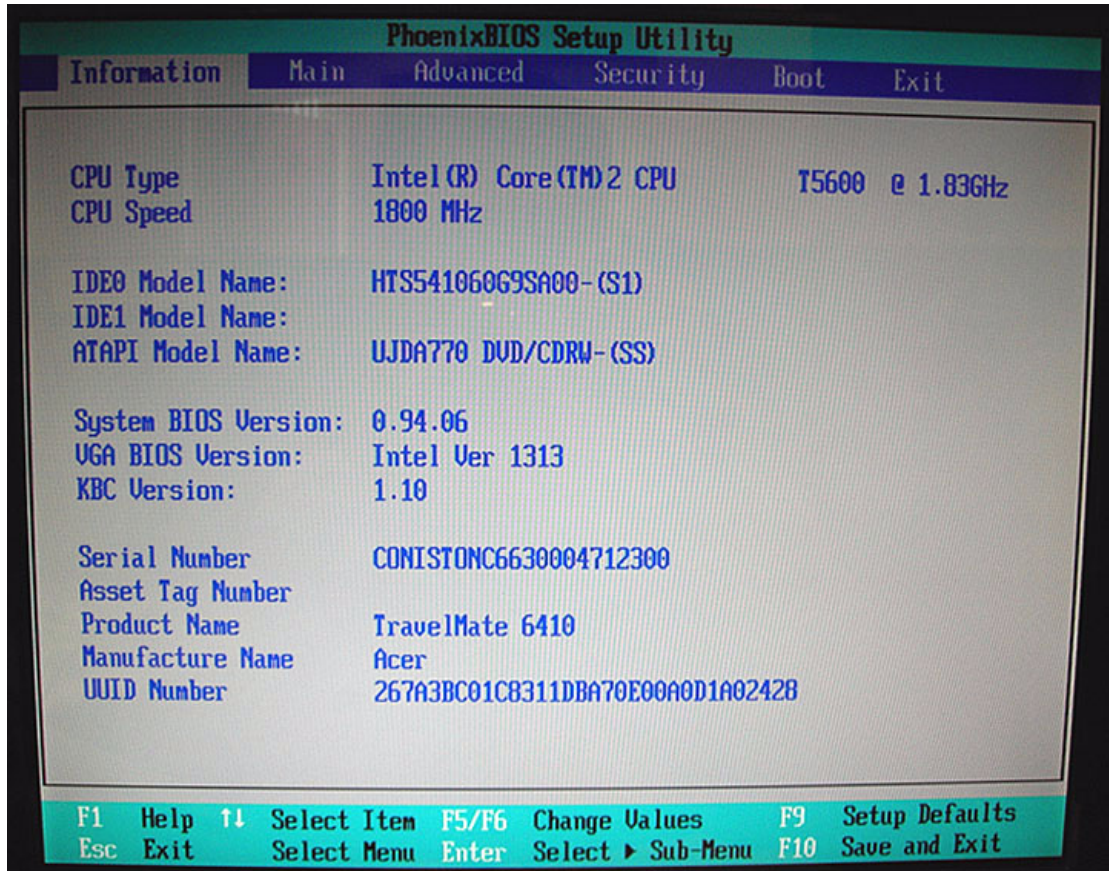 PhoenixBIOS Setup Utility
Information Main Advanced Security Boot Exit
CPU Type Intel(R) Core(TM)2 CPU T5600 @ 1.83GHz
CPU Speed 1800 MHz
IDE0 Model Name: HTS541060G9SA00-(S1)
IDE1 Model Name:
ATAPI Model Name: UJDA770 DVD/CDRW-(SS)
System BIOS Version: 0.94.06
VGA BIOS Version: Intel Ver 1313
KBC Version: 1.10
Serial Number CONISTONC6630004712300
Asset Tag Number
Product Name TravelMate 6410
Manufacture Name Acer
UUID Number 267A3BC01C8311DBA70E00A0D1A02428
F1 Help ↑↓ Select Item F5/F6 Change Values F9 Setup Defaults
Esc Exit Select Menu Enter Select ▶ Sub-Menu F10 Save and Exit